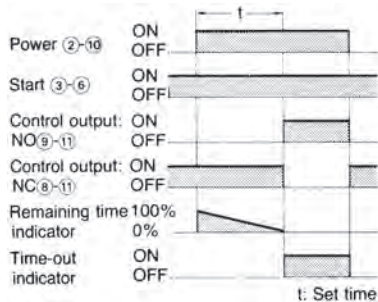 t
Power ②-⑩ ON
OFF
Start ③-⑥ ON
OFF
Control output: ON
NO⑨-⑪ OFF
Control output: ON
NC⑧-⑪ OFF
Remaining time 100%
indicator 0%
Time-out ON
indicator OFF
t: Set time